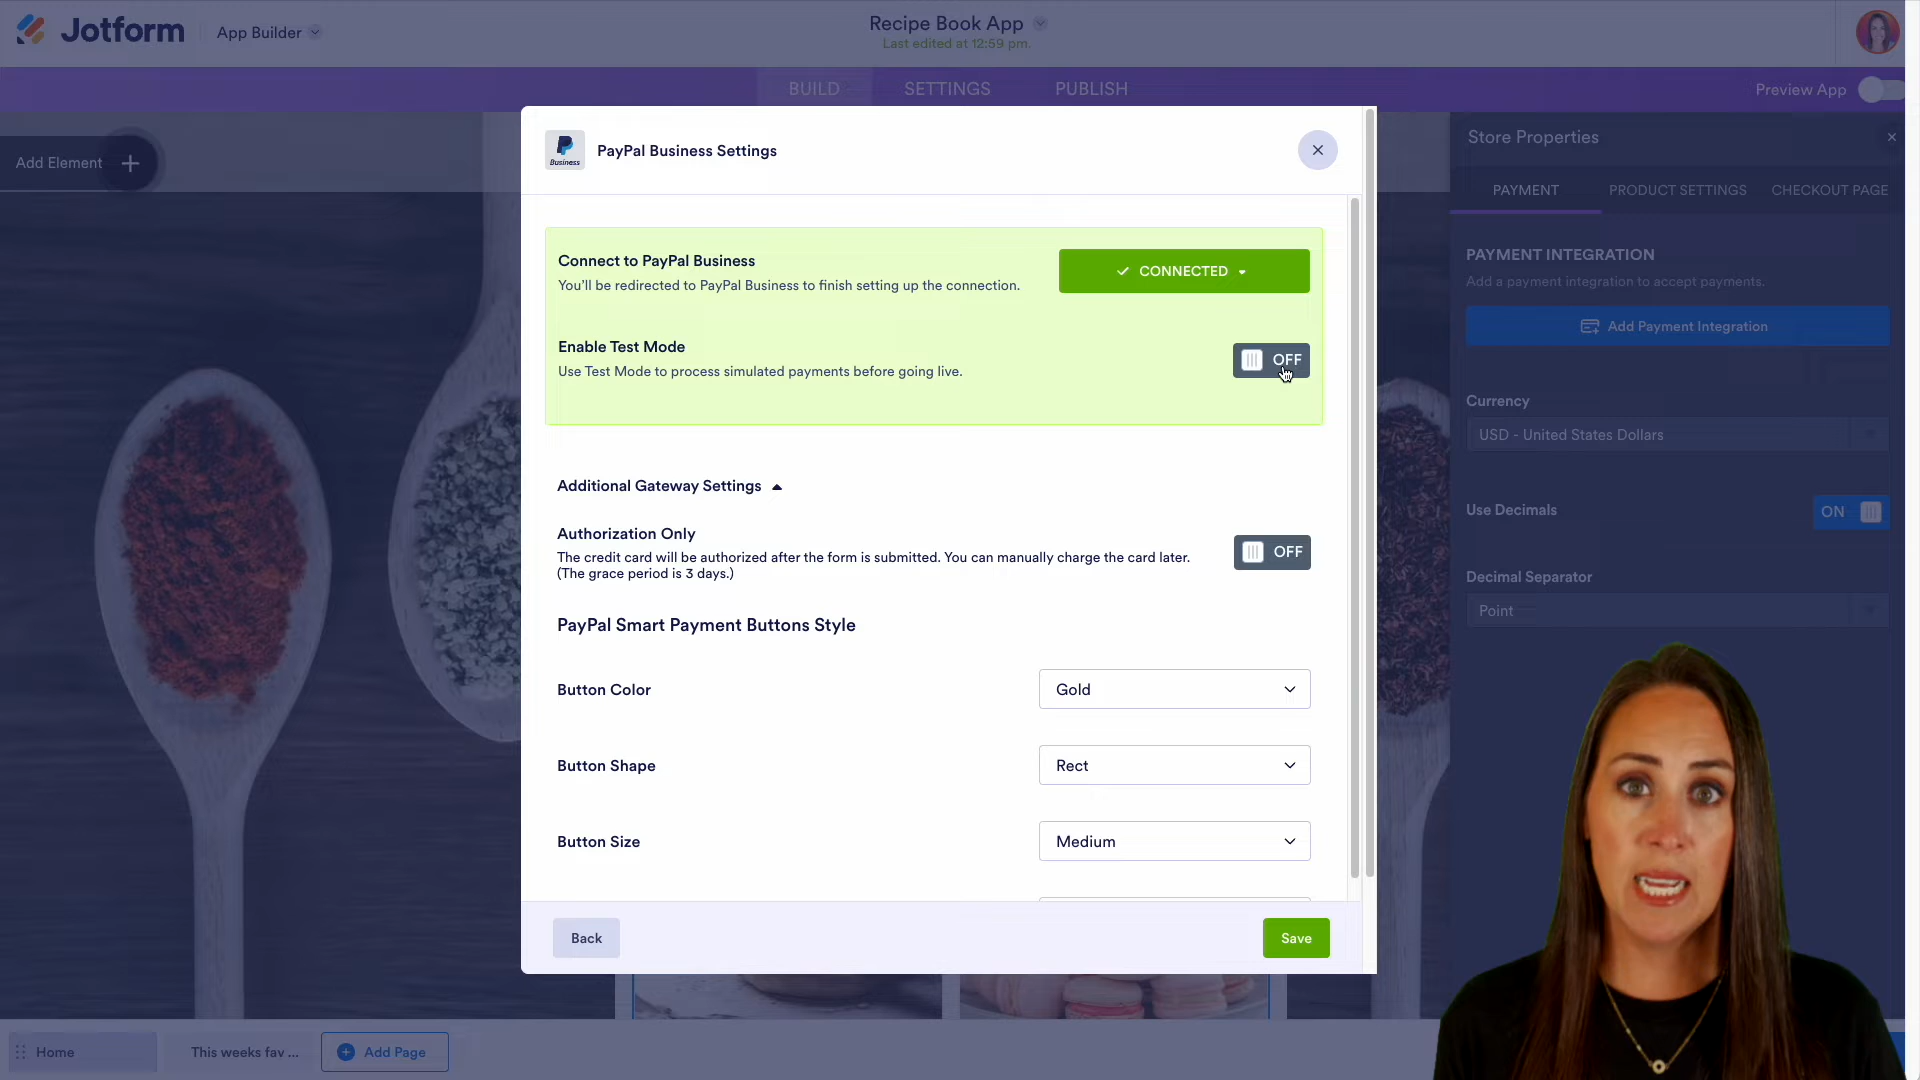 Jotform
App Builder
Recipe Book App
Last edited at 12:59 pm.
BUILD
SETTINGS
PUBLISH
Preview App
Add Element
PayPal Business Settings
Business
Connect to PayPal Business
You'll be redirected to PayPal Business to finish setting up the connection.
CONNECTED
Enable Test Mode
Use Test Mode to process simulated payments before going live.
OFF
Additional Gateway Settings
Authorization Only
The credit card will be authorized after the form is submitted. You can manually charge the card later.
(The grace period is 3 days.)
OFF
PayPal Smart Payment Buttons Style
Button Color
Gold
Button Shape
Rect
Button Size
Medium
Back
Save
Store Properties
PAYMENT
PRODUCT SETTINGS
CHECKOUT PAGE
PAYMENT INTEGRATION
Add a payment integration to accept payments.
Add Payment Integration
Currency
USD - United States Dollars
Use Decimals
ON
Decimal Separator
Point
Home
This weeks fav ...
Add Page